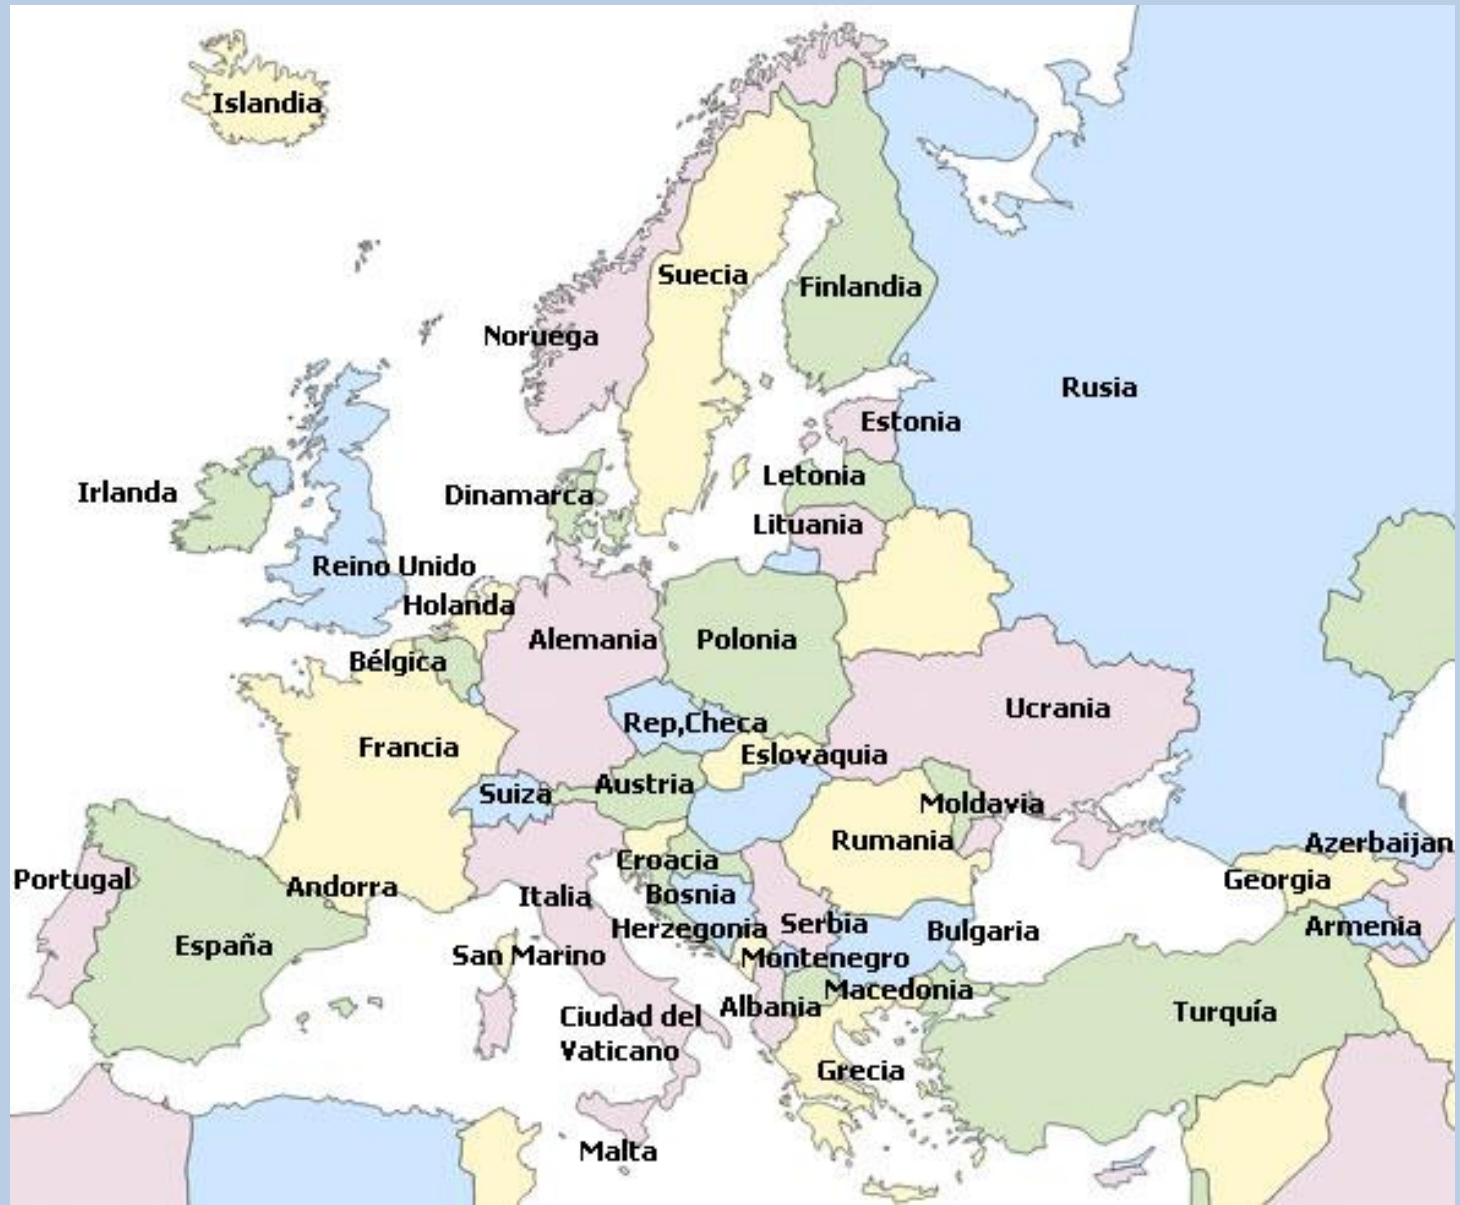 Islandia
Suecia
Finlandia
Noruega
Rusia
Estonia
Letonia
Irlanda
Dinamarca
Lituania
Reino Unido
Holanda
Alemania
Polonia
Bélgica
Ucrania
Rep,Checa
Francia
Eslovaquia
Austria
Suiza
Moldavia
Rumania
Azerbaijan
Croacia
Portugal
Georgia
Andorra
Italia
Bosnia
Herzegonia
Serbia
Armenia
Bulgaria
España
San Marino
Montenegro
Macedonia
Albania
Turquía
Ciudad del
Vaticano
Grecia
Malta